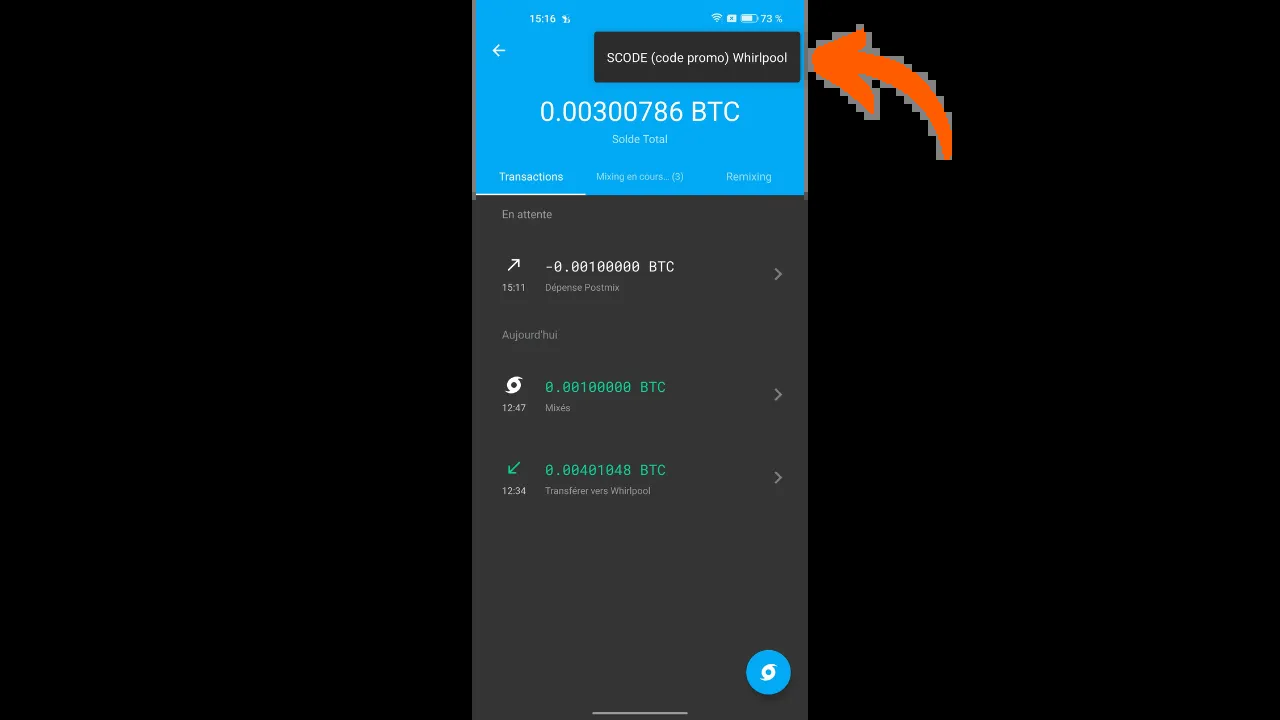 15:16
73 %
SCODE (code promo) Whirlpool
0.00300786 BTC
Solde Total
Transactions
Mixing en cours... (3)
Remixing
En attente
-0.00100000 BTC
15:11
Dépense Postmix
Aujourd'hui
0.00100000 BTC
12:47
Mixés
0.00401048 BTC
12:34
Transférer vers Whirlpool